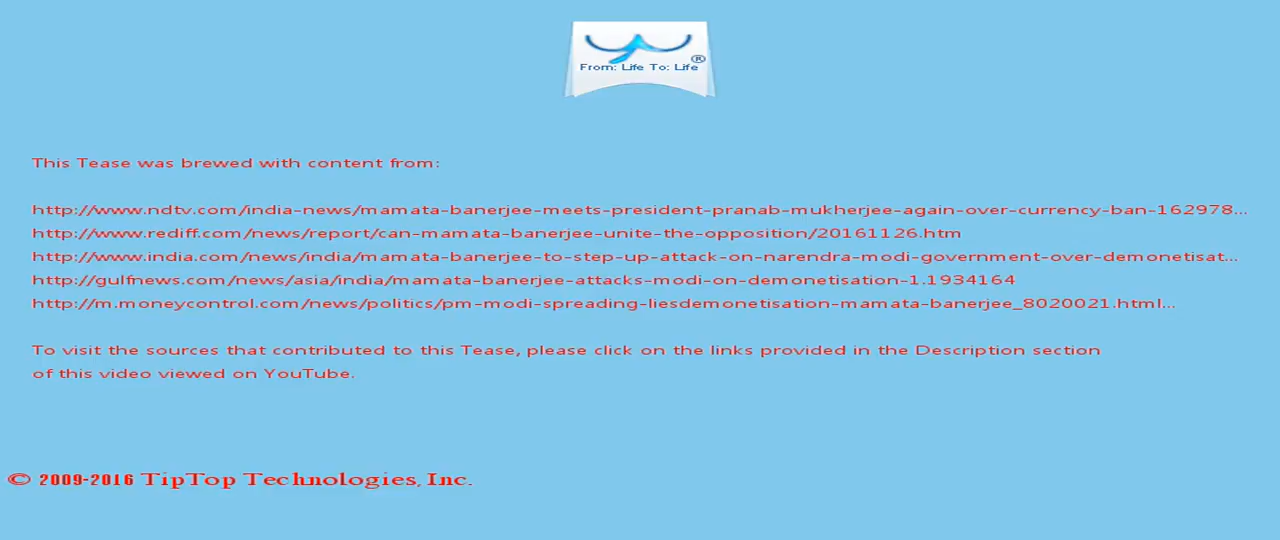 From: Life To: Life®
This Tease was brewed with content from:
http://www.ndtv.com/india-news/mamata-banerjee-meets-president-pranab-mukherjee-again-over-currency-ban-162978...
http://www.rediff.com/news/report/can-mamata-banerjee-unite-the-opposition/20161126.htm
http://www.india.com/news/india/mamata-banerjee-to-step-up-attack-on-narendra-modi-government-over-demonetisat...
http://gulfnews.com/news/asia/india/mamata-banerjee-attacks-modi-on-demonetisation-1.1934164
http://m.moneycontrol.com/news/politics/pm-modi-spreading-liesdemonetisation-mamata-banerjee_8020021.html...
To visit the sources that contributed to this Tease, please click on the links provided in the Description section
of this video viewed on YouTube.
© 2009-2016 TipTop Technologies, Inc.